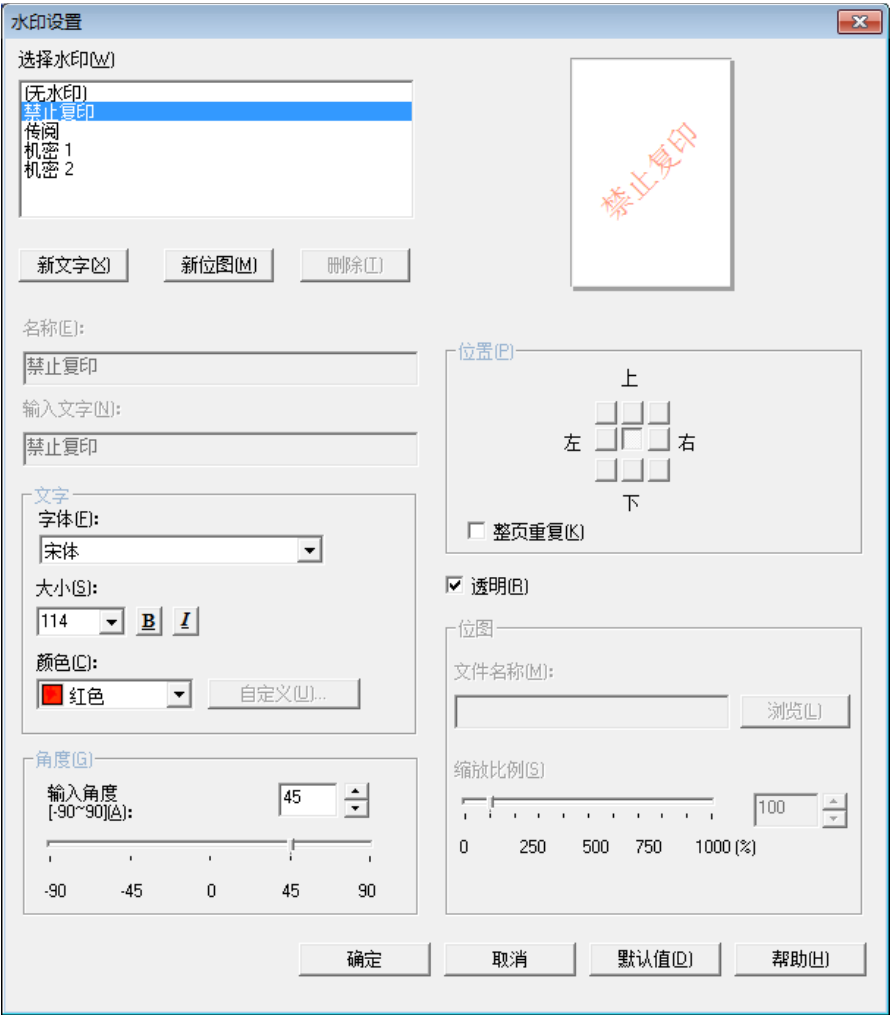 水印设置
选择水印(W)
(无水印)
禁止复印
传阅
机密 1
机密 2
禁止复印
新文字(X)
新位图(M)
删除(T)
名称(E):
禁止复印
输入文字(N):
禁止复印
文字
字体(F):
宋体
大小(S):
114
B
I
颜色(C):
红色
自定义(U)...
角度(G)
输入角度
[-90~90](A):
45
-90 -45 0 45 90
位置(P)
上
左 右
下
整页重复(K)
透明(R)
位图
文件名称(M):
浏览(L)
缩放比例(S)
100
0 250 500 750 1000 (%)
确定
取消
默认值(D)
帮助(H)